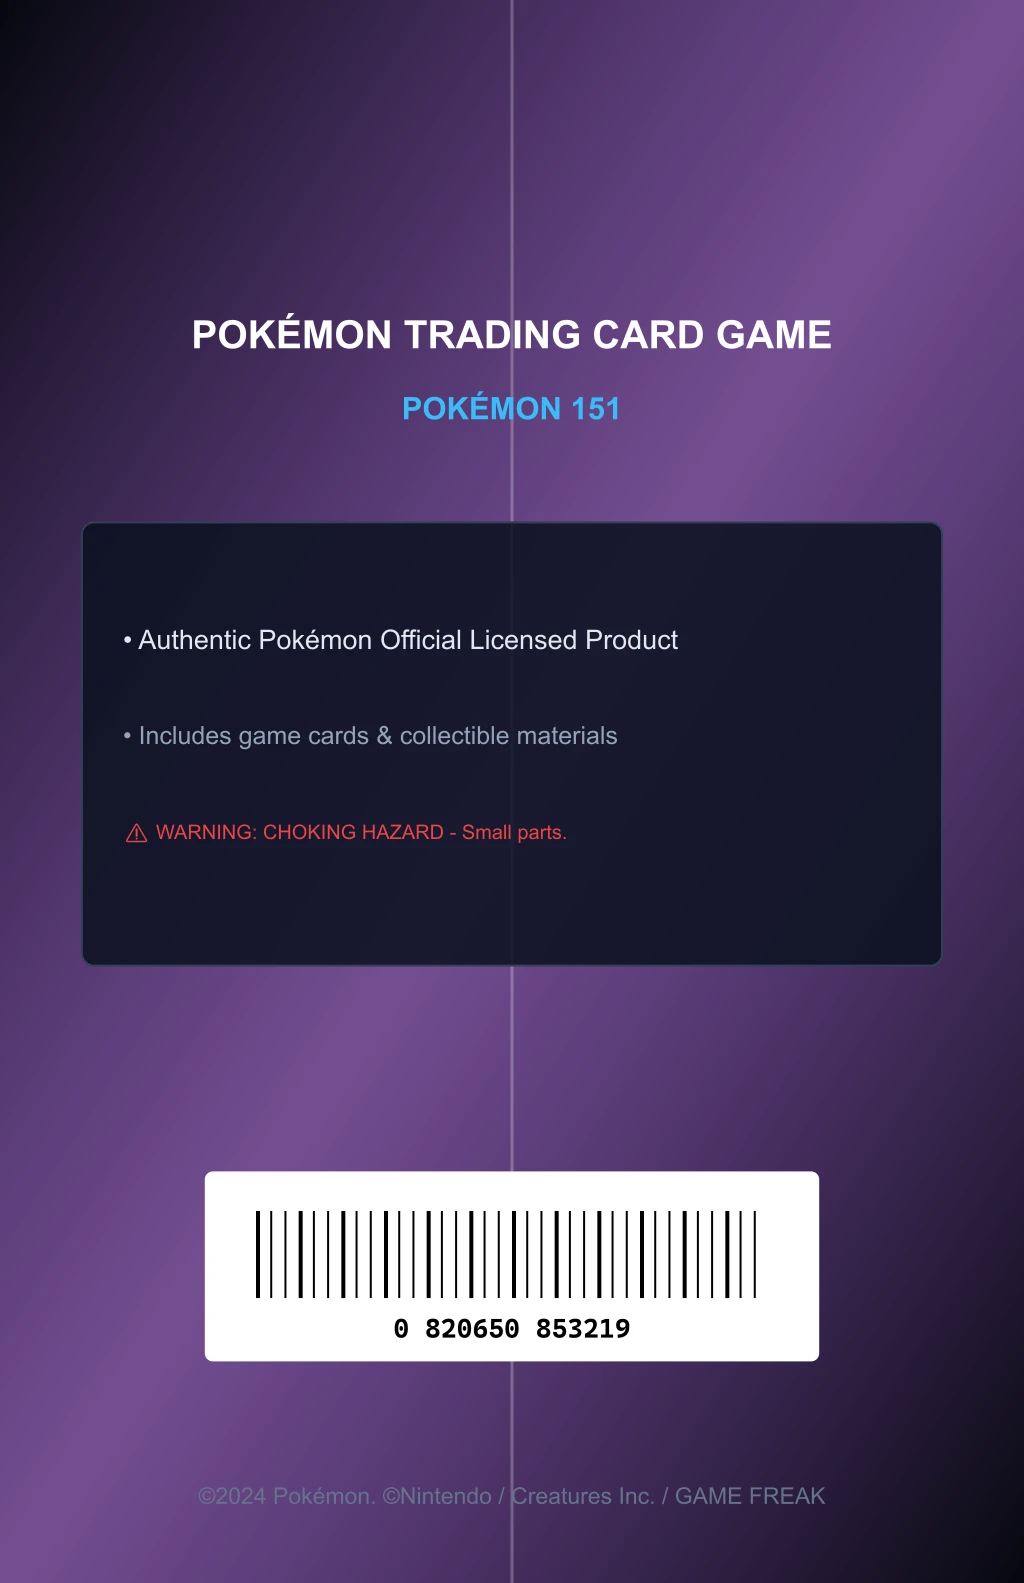 POKÉMON TRADING CARD GAME
POKÉMON 151
• Authentic Pokémon Official Licensed Product
• Includes game cards & collectible materials
⚠ WARNING: CHOKING HAZARD - Small parts.
0 820650 853219
©2024 Pokémon. ©Nintendo / Creatures Inc. / GAME FREAK